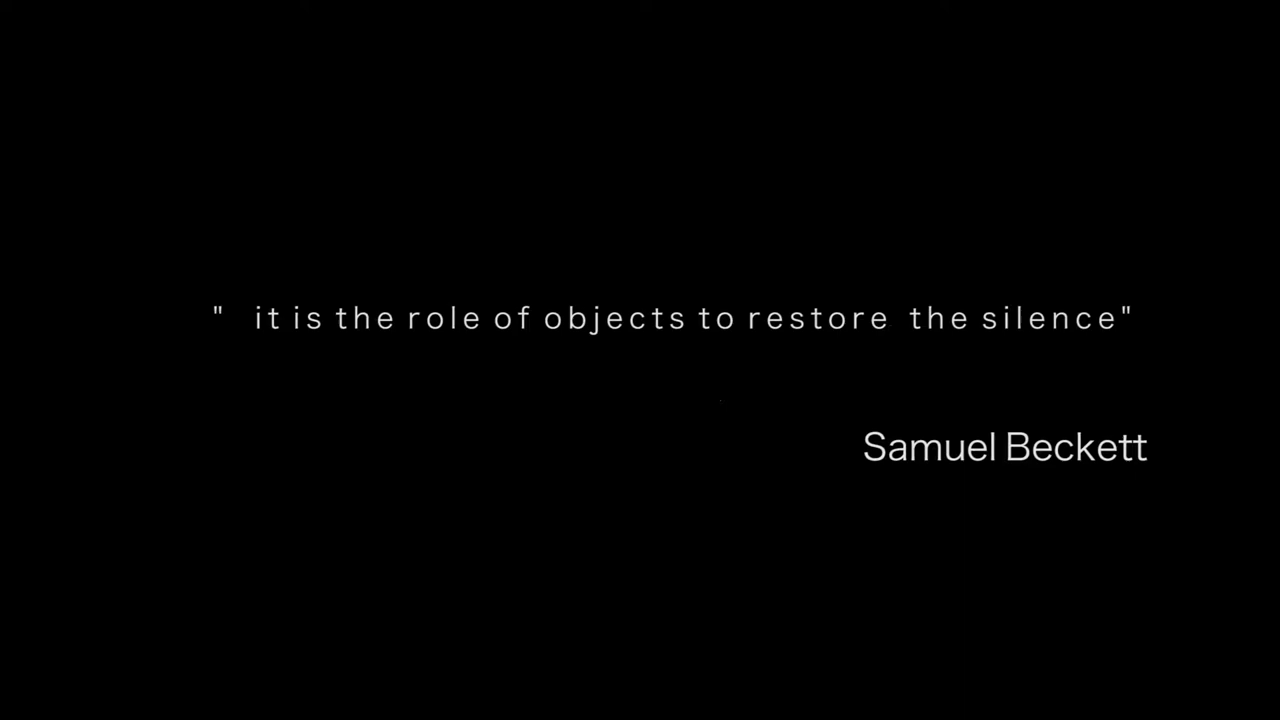 " it is the role of objects to restore the silence"
Samuel Beckett